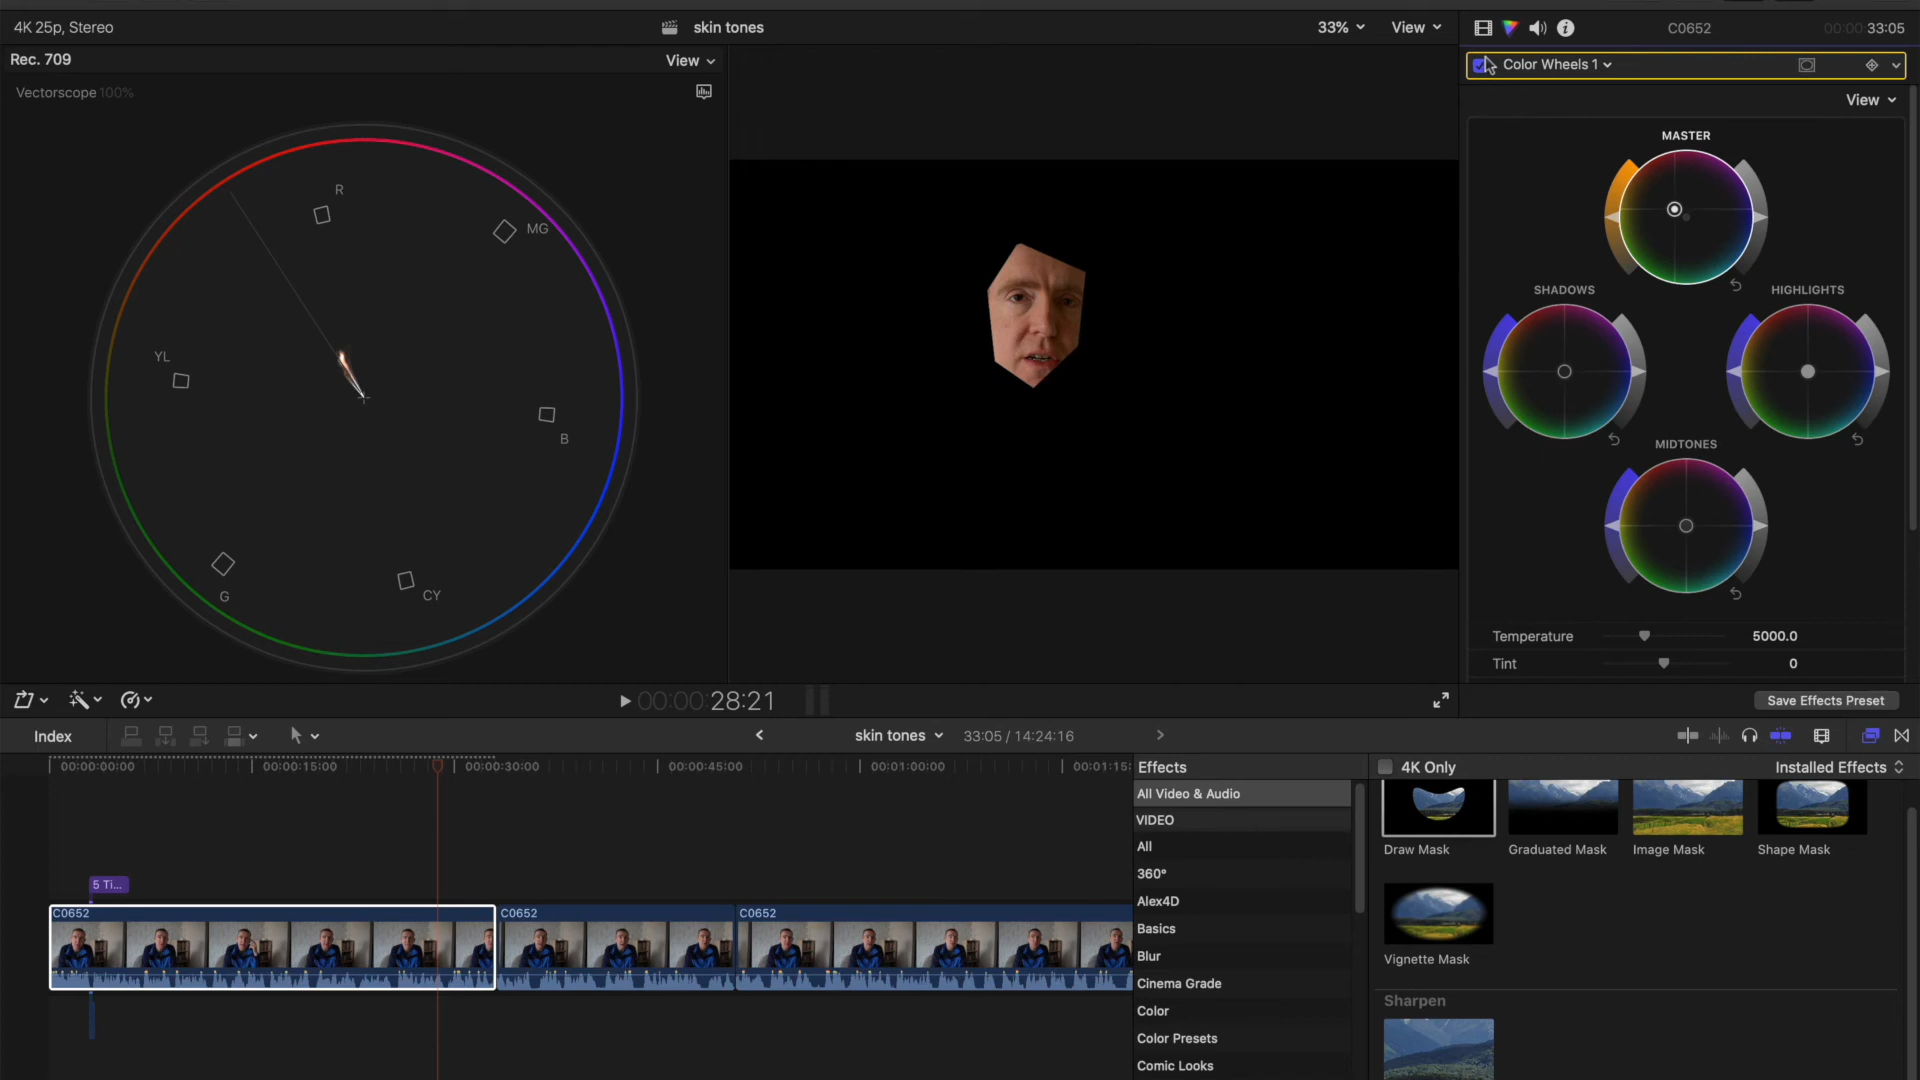 4K 25p, Stereo
skin tones
33%
View
C0652
00:00:33:05
Rec. 709
View
Color Wheels 1
Vectorscope 100%
View
MASTER
R
MG
YL
B
G
CY
SHADOWS
HIGHLIGHTS
MIDTONES
Temperature
5000.0
Tint
0
00:00:28:21
Save Effects Preset
Index
skin tones
33:05 / 14:24:16
00:00:00:00
00:00:15:00
00:00:30:00
00:00:45:00
00:01:00:00
00:01:15:
Effects
4K Only
Installed Effects
All Video & Audio
VIDEO
All
360°
Alex4D
Basics
Blur
Cinema Grade
Color
Color Presets
Comic Looks
Draw Mask
Graduated Mask
Image Mask
Shape Mask
Vignette Mask
Sharpen
5 Ti...
C0652
C0652
C0652